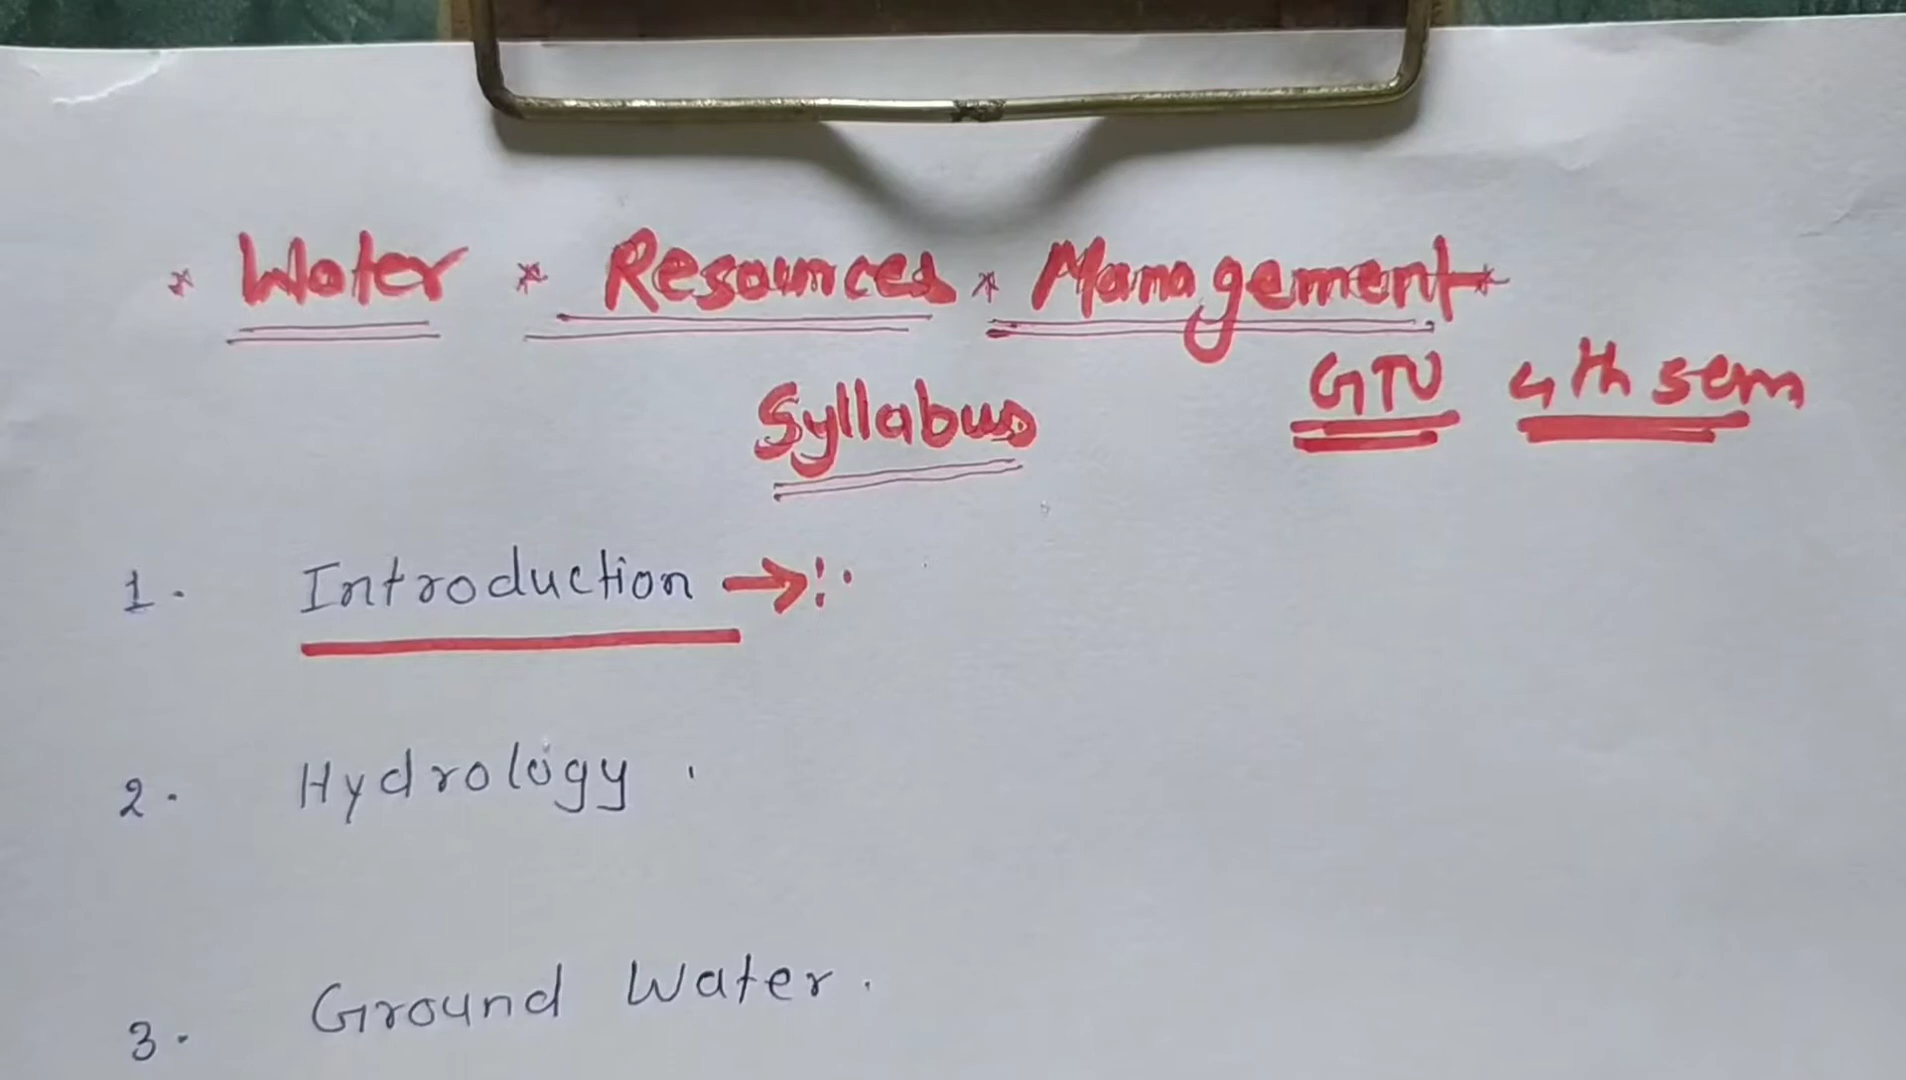 * Water * Resources * Management *
Syllabus
GTU 4th sem
1. Introduction →:
2. Hydrology.
3. Ground Water.